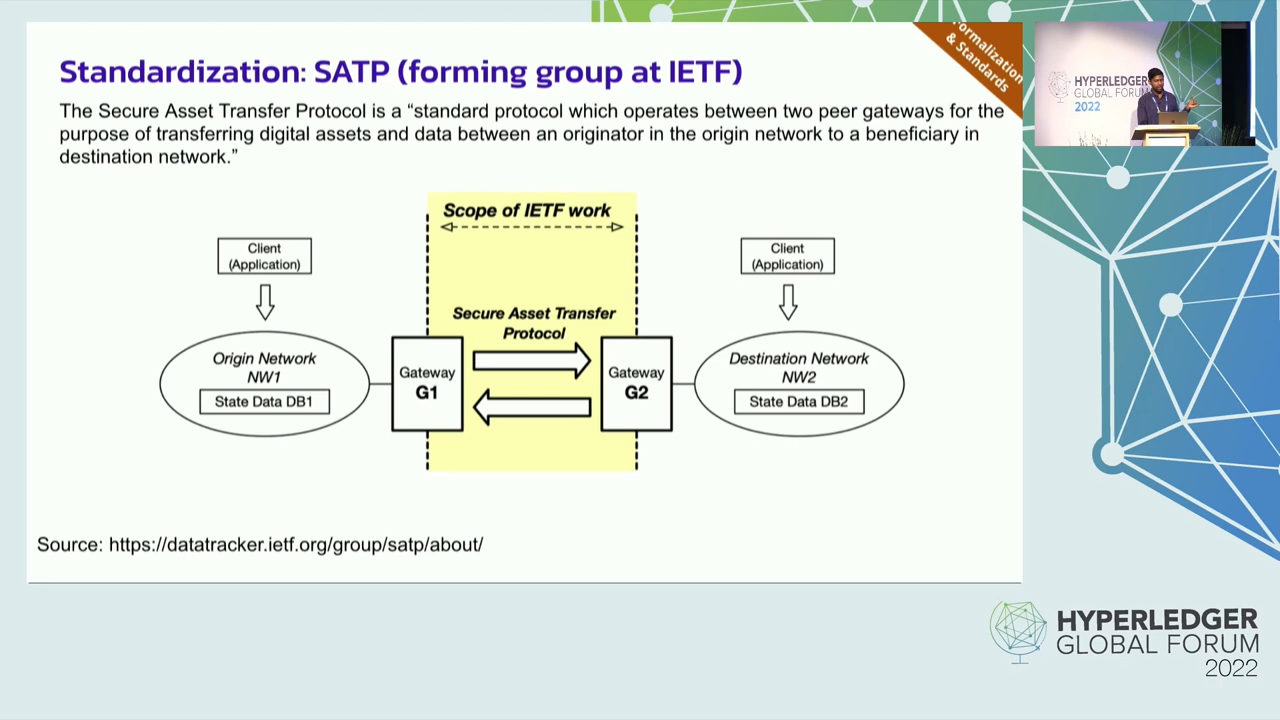 Standardization: SATP (forming group at IETF)
Formalization
& Standards
The Secure Asset Transfer Protocol is a “standard protocol which operates between two peer gateways for the
purpose of transferring digital assets and data between an originator in the origin network to a beneficiary in
destination network.”
Scope of IETF work
Client
(Application)
Client
(Application)
Secure Asset Transfer
Protocol
Origin Network
NW1
State Data DB1
Gateway
G1
Gateway
G2
Destination Network
NW2
State Data DB2
Source: https://datatracker.ietf.org/group/satp/about/
HYPERLEDGER
GLOBAL FORUM
2022
HYPERLEDGER
GLOBAL FORUM
2022